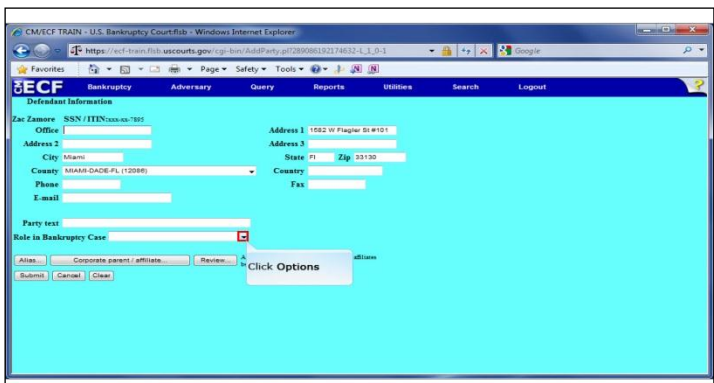 CM/ECF TRAIN - U.S. Bankruptcy Court:flsb - Windows Internet Explorer
https://ecf-train.flsb.uscourts.gov/cgi-bin/AddParty.pl?289086192174632-L_1_0-1
Google
Favorites Page Safety Tools
ECF Bankruptcy Adversary Query Reports Utilities Search Logout ?
Defendant Information
Zac Zamore SSN / ITIN:xxx-xx-7895
Office Address 1 1582 W Flagler St #101
Address 2 Address 3
City Miami State Fl Zip 33130
County MIAMI-DADE-FL (12086) Country
Phone Fax
E-mail
Party text
Role in Bankruptcy Case
Alias... Corporate parent / affiliate... Review... A affiliates
Click Options
Submit Cancel Clear